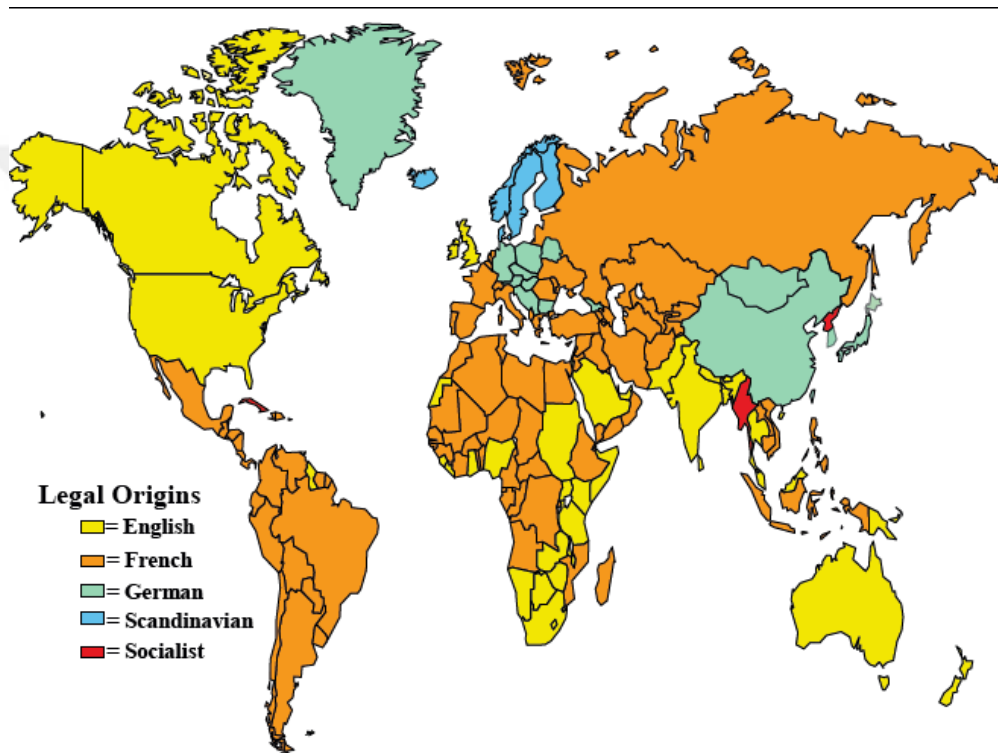 Legal Origins
= English
= French
= German
= Scandinavian
= Socialist